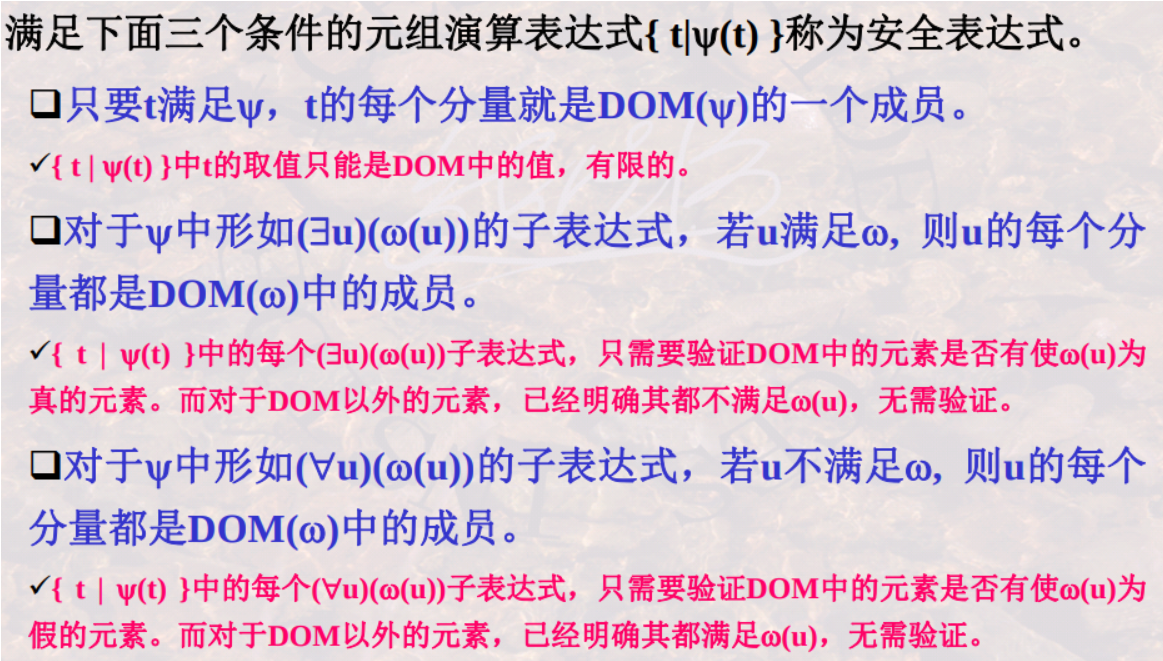 满足下面三个条件的元组演算表达式{ t|ψ(t) }称为安全表达式。
❑只要t满足ψ，t的每个分量就是DOM(ψ)的一个成员。
✓{ t | ψ(t) }中t的取值只能是DOM中的值，有限的。
❑对于ψ中形如(∃u)(ω(u))的子表达式，若u满足ω, 则u的每个分
量都是DOM(ω)中的成员。
✓{ t | ψ(t) }中的每个(∃u)(ω(u))子表达式，只需要验证DOM中的元素是否有使ω(u)为
真的元素。而对于DOM以外的元素，已经明确其都不满足ω(u)，无需验证。
❑对于ψ中形如(∀u)(ω(u))的子表达式，若u不满足ω, 则u的每个
分量都是DOM(ω)中的成员。
✓{ t | ψ(t) }中的每个(∀u)(ω(u))子表达式，只需要验证DOM中的元素是否有使ω(u)为
假的元素。而对于DOM以外的元素，已经明确其都满足ω(u)，无需验证。